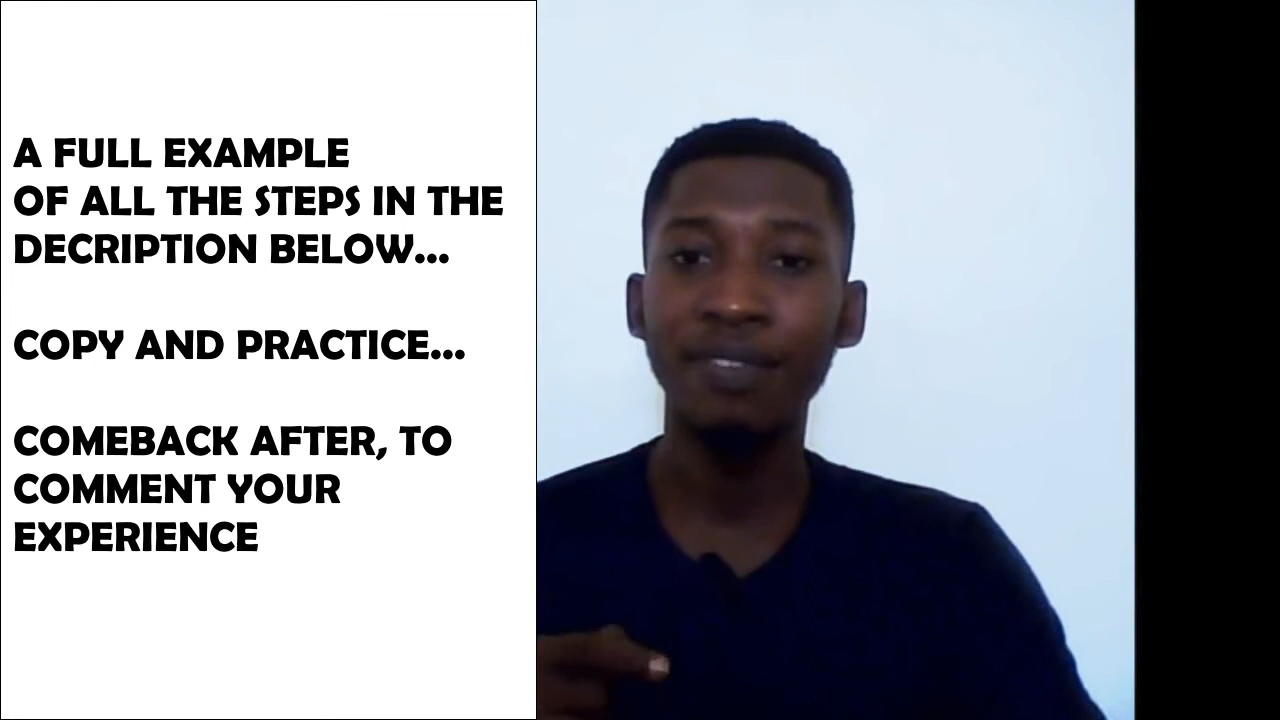 A FULL EXAMPLE
OF ALL THE STEPS IN THE
DECRIPTION BELOW...
COPY AND PRACTICE...
COMEBACK AFTER, TO
COMMENT YOUR
EXPERIENCE